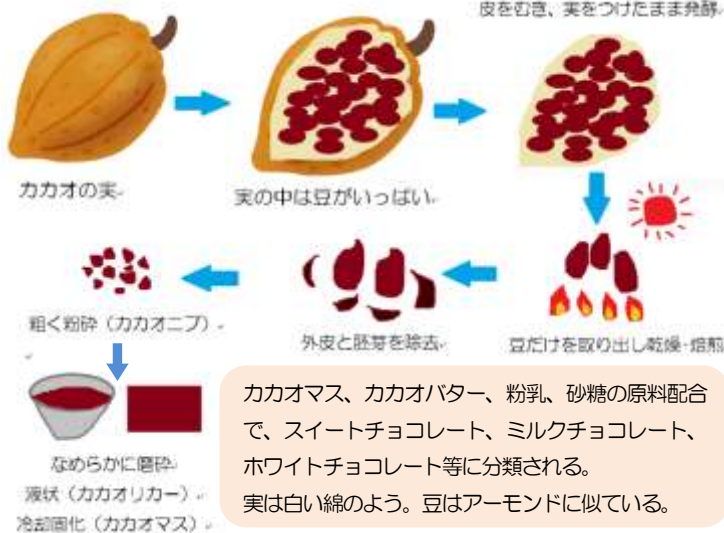 皮をむき、実をつけたまま発酵
カカオの実
実の中は豆がいっぱい
豆だけを取り出し乾燥・焙煎
外皮と胚芽を除去
粗く粉砕（カカオニブ）
なめらかに磨砕
液状（カカオリカー）
冷却固化（カカオマス）
カカオマス、カカオバター、粉乳、砂糖の原料配合
で、スイートチョコレート、ミルクチョコレート、
ホワイトチョコレート等に分類される。
実は白い綿のよう。豆はアーモンドに似ている。